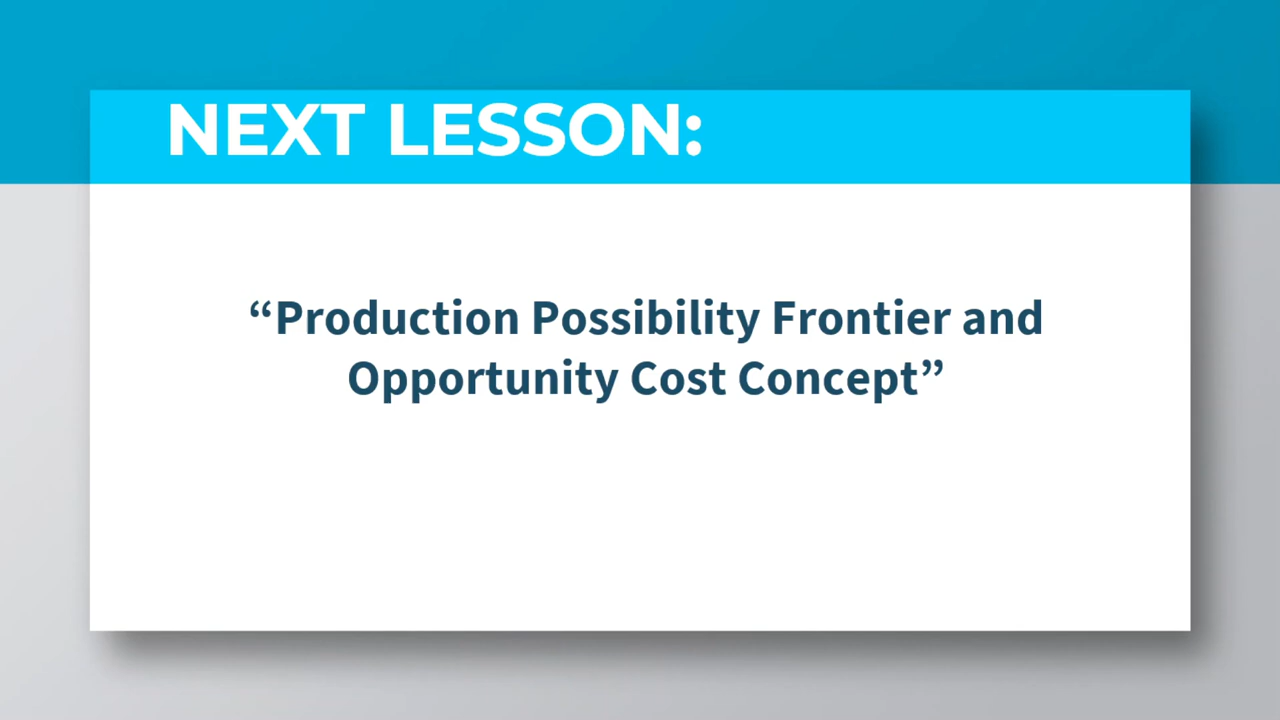 NEXT LESSON:
“Production Possibility Frontier and
Opportunity Cost Concept”